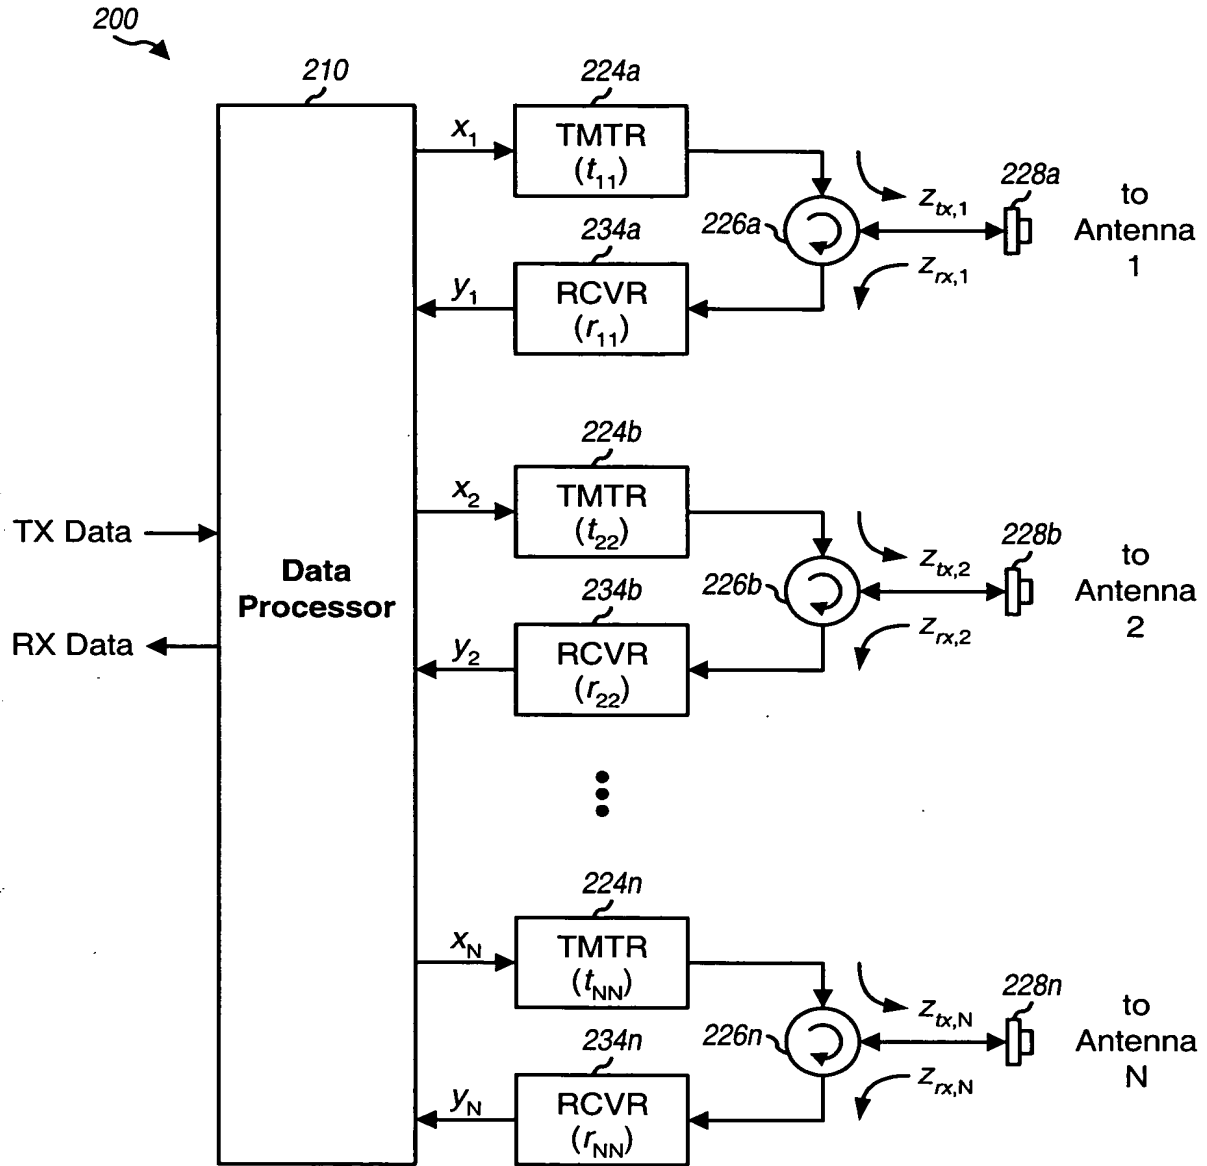 200
210
224a
x1
TMTR
(t11)
226a
ztx,1
228a
to
Antenna
1
234a
y1
RCVR
(r11)
zrx,1
224b
x2
TMTR
(t22)
226b
ztx,2
228b
to
Antenna
2
234b
y2
RCVR
(r22)
zrx,2
TX Data
Data
Processor
RX Data
224n
xN
TMTR
(tNN)
226n
ztx,N
228n
to
Antenna
N
234n
yN
RCVR
(rNN)
zrx,N